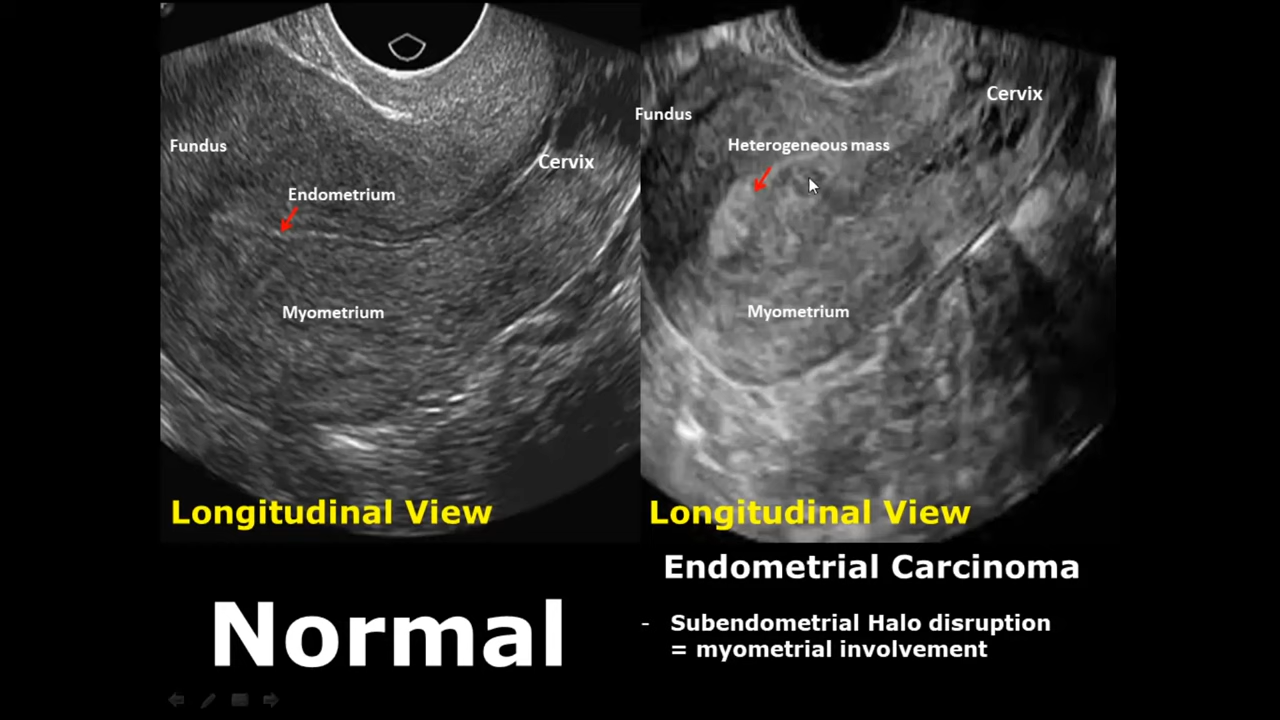 Fundus
Endometrium
Cervix
Myometrium
Longitudinal View
Normal
Fundus
Heterogeneous mass
Cervix
Myometrium
Longitudinal View
Endometrial Carcinoma
- Subendometrial Halo disruption
= myometrial involvement